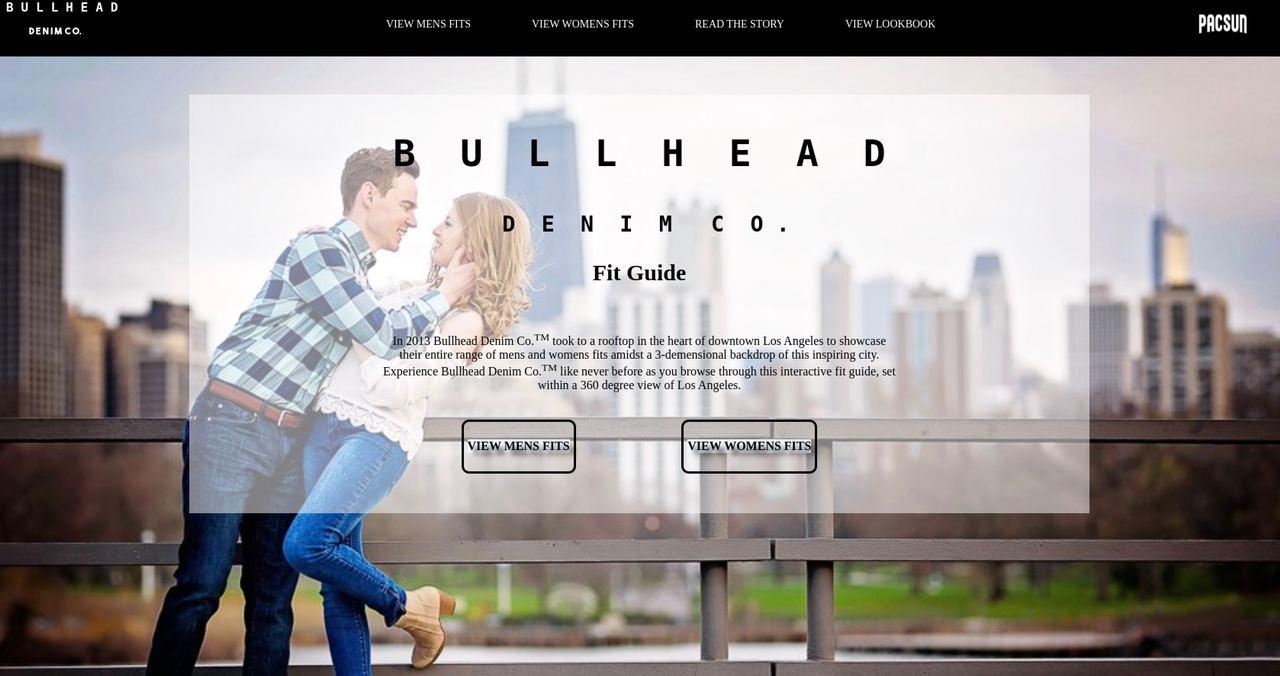 BULLHEAD
DENIM CO.
VIEW MENS FITS
VIEW WOMENS FITS
READ THE STORY
VIEW LOOKBOOK
PACSUN
BULLHEAD
DENIM CO.
Fit Guide
In 2013 Bullhead Denim Co.™ took to a rooftop in the heart of downtown Los Angeles to showcase
their entire range of mens and womens fits amidst a 3-demensional backdrop of this inspiring city.
Experience Bullhead Denim Co.™ like never before as you browse through this interactive fit guide, set
within a 360 degree view of Los Angeles.
VIEW MENS FITS
VIEW WOMENS FITS